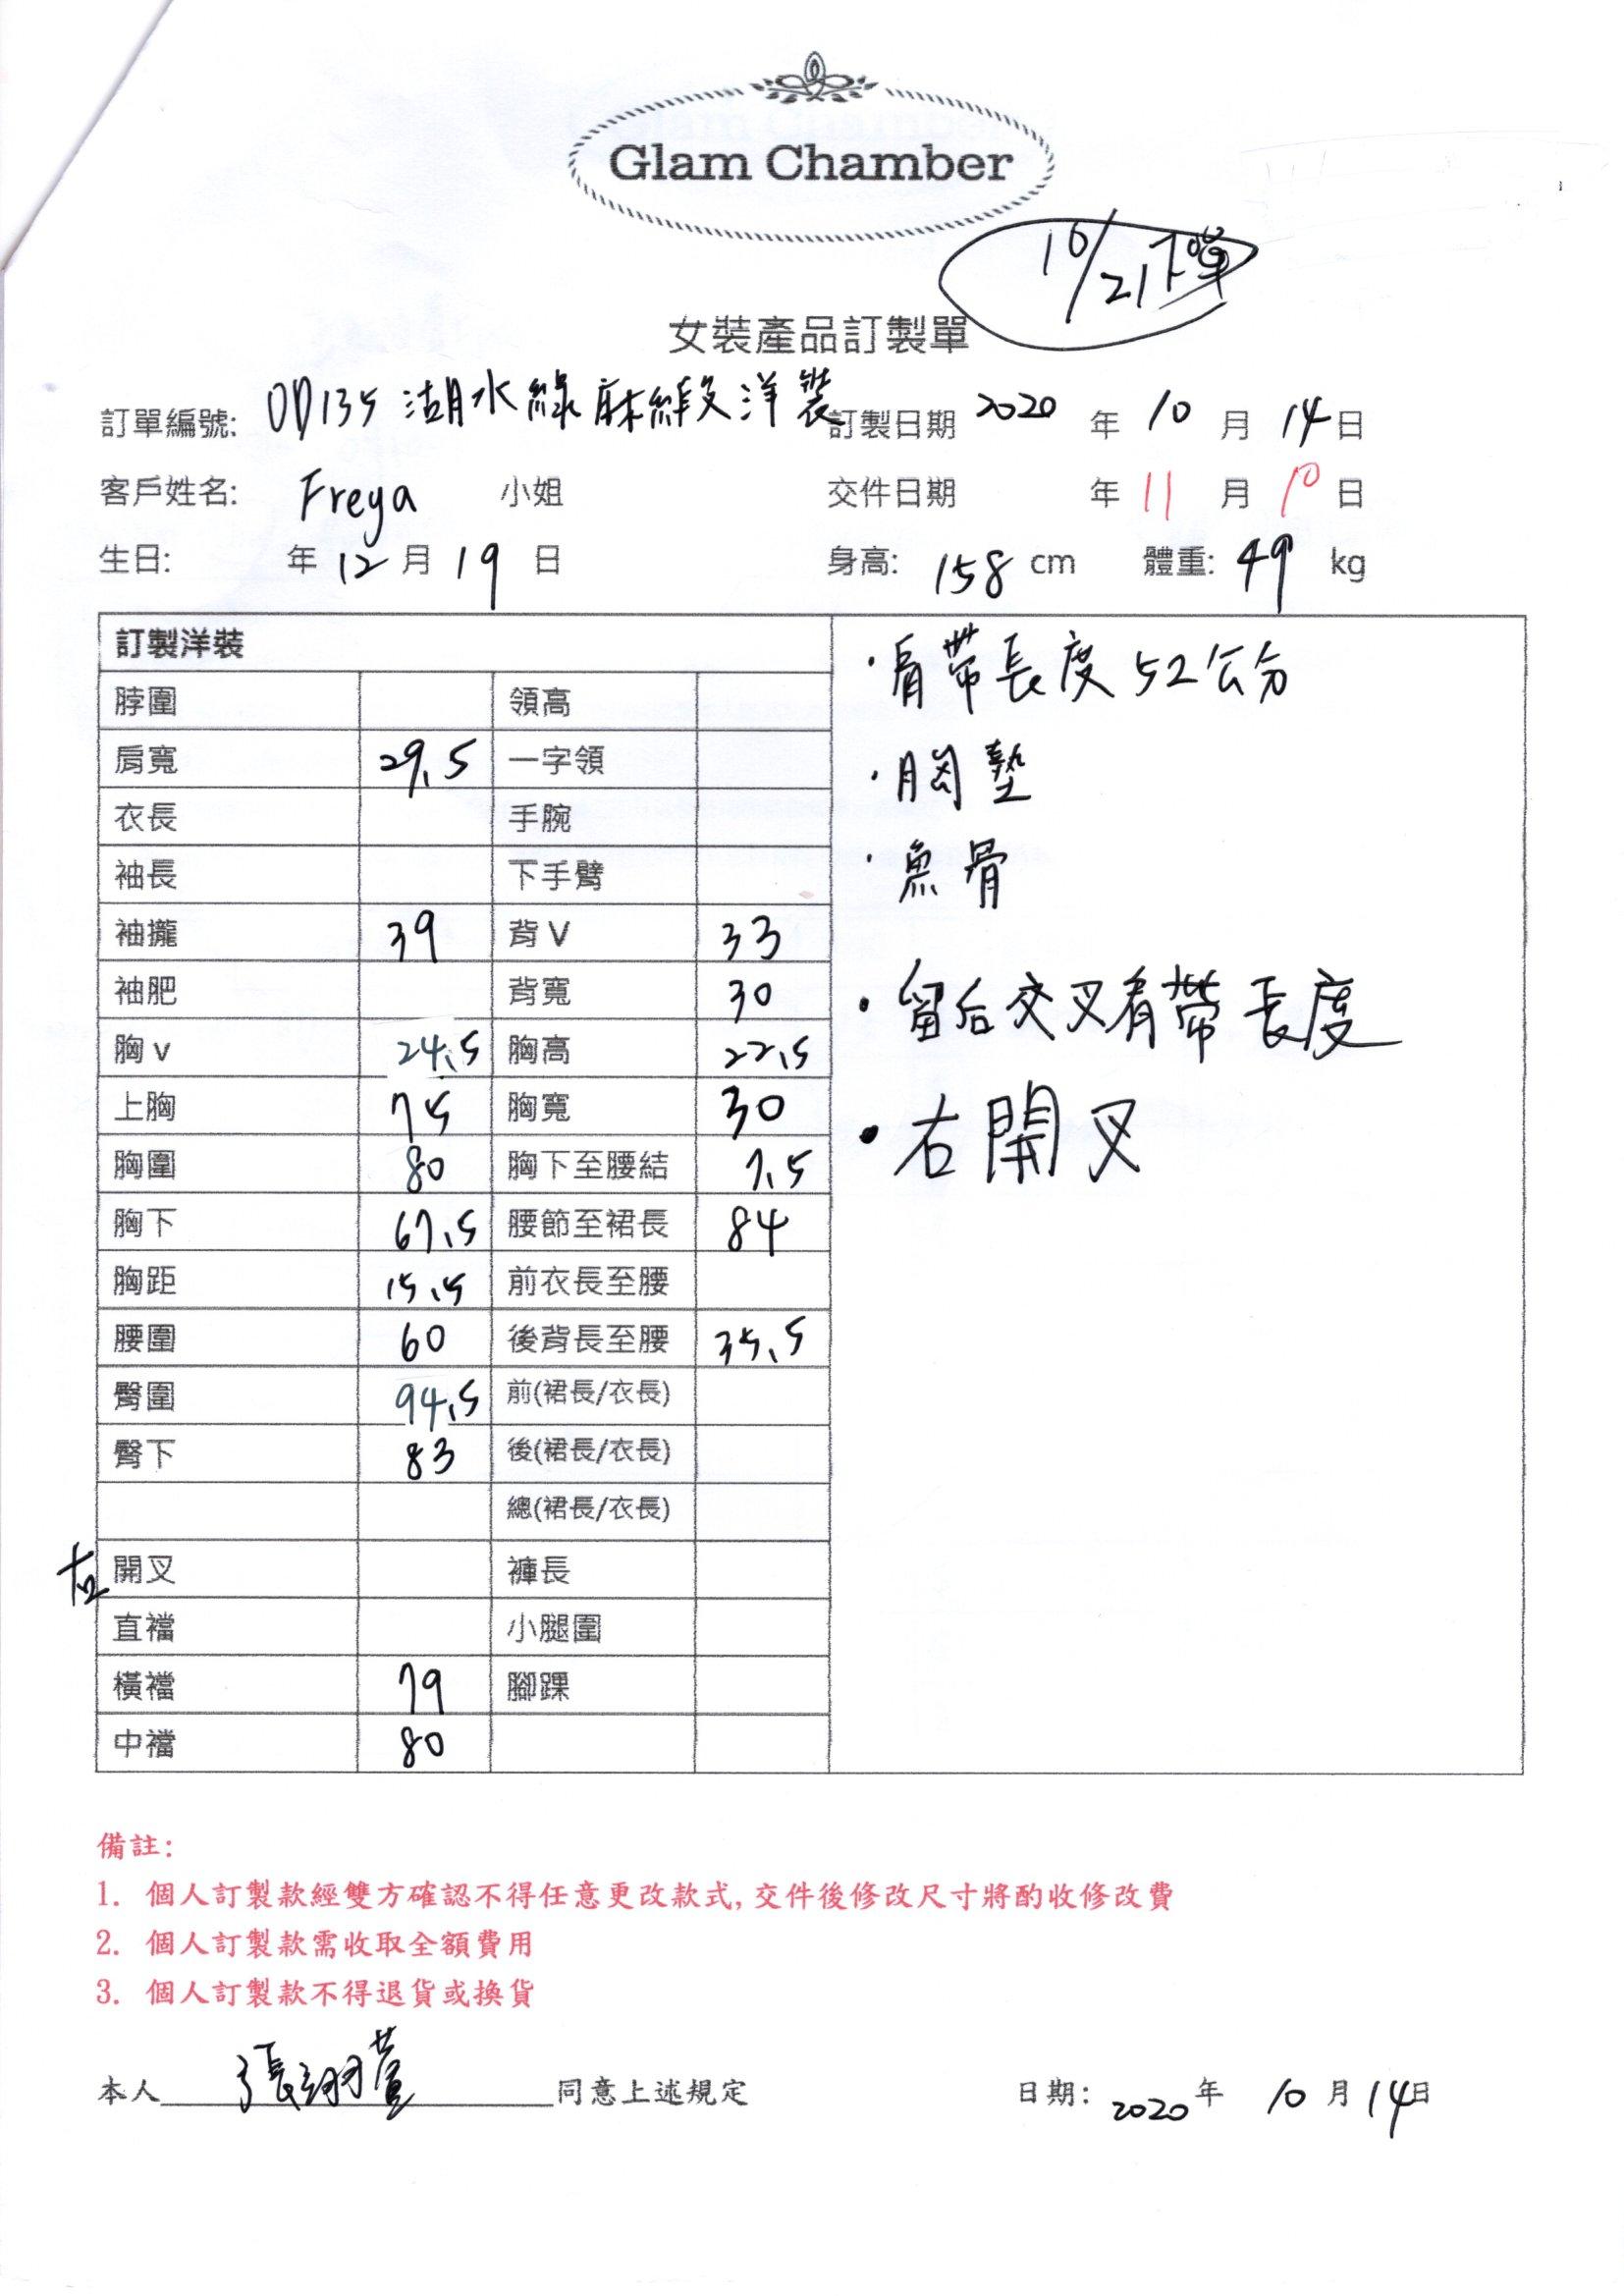 Glam Chamber
10/21下單
女裝產品訂製單
訂單編號: OD135 湖水綠麻緞洋裝 訂製日期 2020 年 10 月 14 日
客戶姓名: Freya 小姐 交件日期 年 11 月 10 日
生日: 年 12 月 19 日 身高: 158 cm 體重: 49 kg
訂製洋裝
脖圍 領高
肩寬 29.5 一字領
衣長 手腕
袖長 下手臂
袖攏 39 背 V 33
袖肥 背寬 30
胸 v 24.5 胸高 22.5
上胸 75 胸寬 30
胸圍 80 胸下至腰結 7.5
胸下 67.5 腰節至裙長 84
胸距 15.5 前衣長至腰
腰圍 60 後背長至腰 35.5
臀圍 94.5 前(裙長/衣長)
臀下 83 後(裙長/衣長)
總(裙長/衣長)
右 開叉 褲長
直襠 小腿圍
橫襠 79 腳踝
中襠 80
·肩帶長度 52公分
·胸墊
·魚骨
·留后交叉肩帶長度
·右開叉
備註:
1. 個人訂製款經雙方確認不得任意更改款式, 交件後修改尺寸將酌收修改費
2. 個人訂製款需收取全額費用
3. 個人訂製款不得退貨或換貨
本人 張翊萱 同意上述規定 日期: 2020 年 10 月 14 日